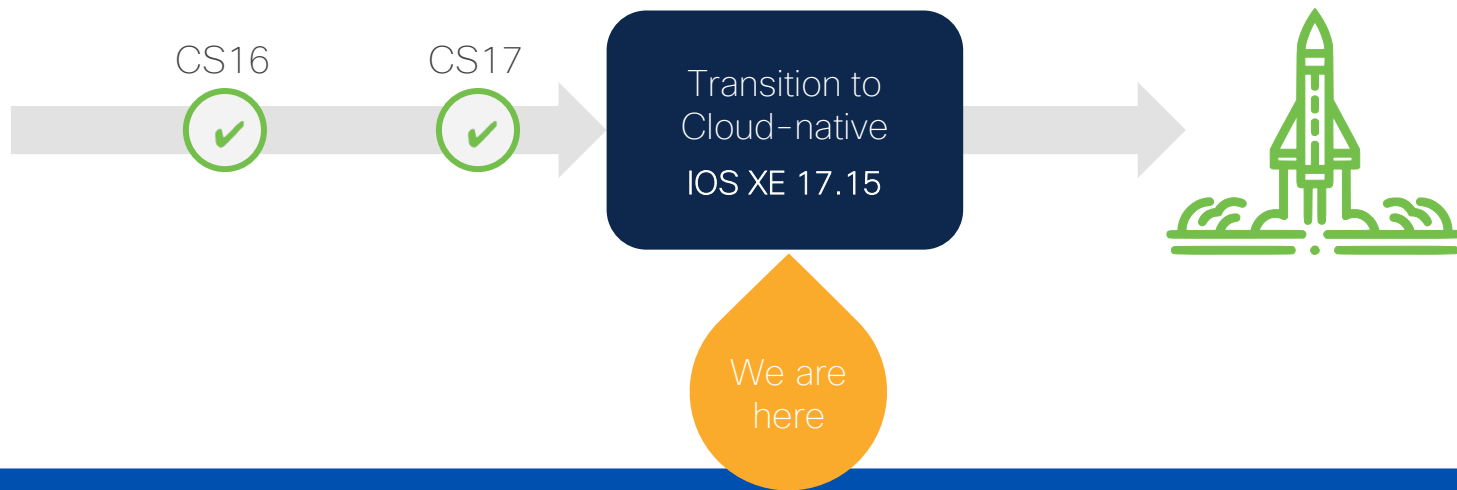 CS16
CS17
Transition to
Cloud-native
IOS XE 17.15
We are
here